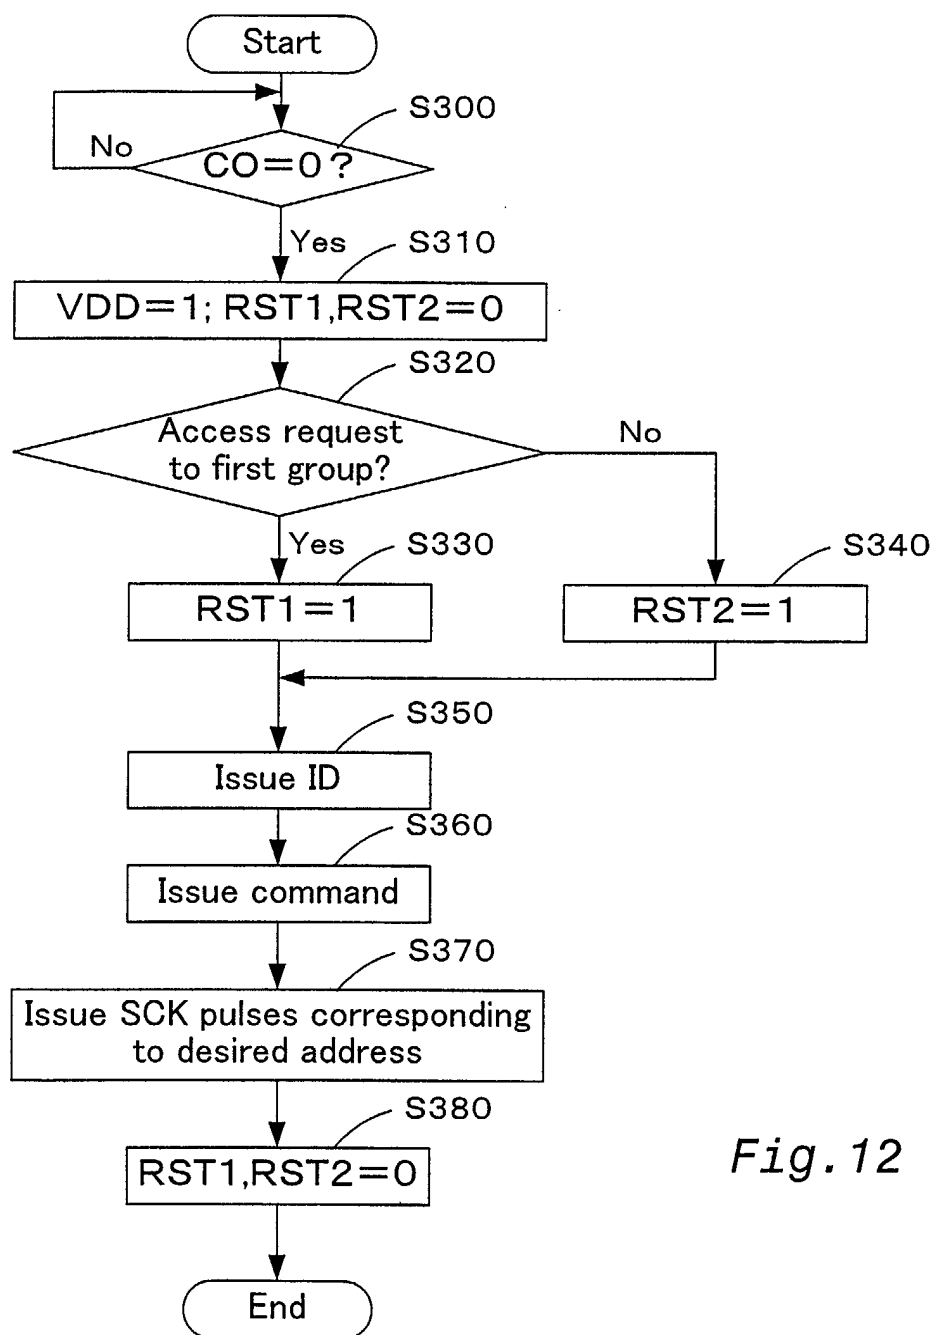 Start
S300
No
CO=0?
Yes
S310
VDD=1; RST1,RST2=0
S320
Access request
to first group?
No
Yes
S330
S340
RST1=1
RST2=1
S350
Issue ID
S360
Issue command
S370
Issue SCK pulses corresponding
to desired address
S380
RST1,RST2=0
Fig.12
End